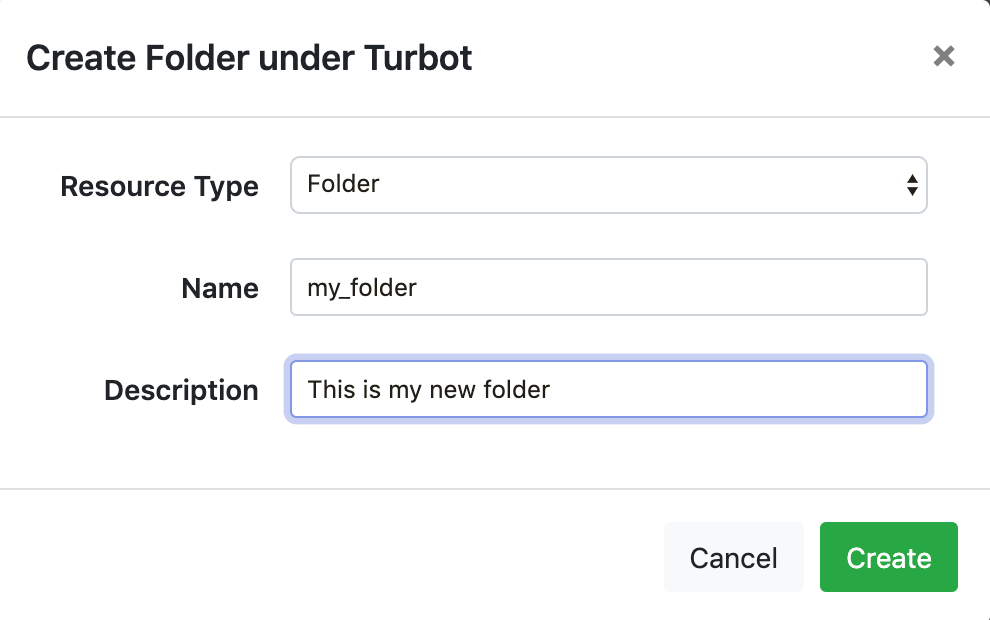 Create Folder under Turbot
Resource Type
Folder
Name
my_folder
Description
This is my new folder
Cancel
Create